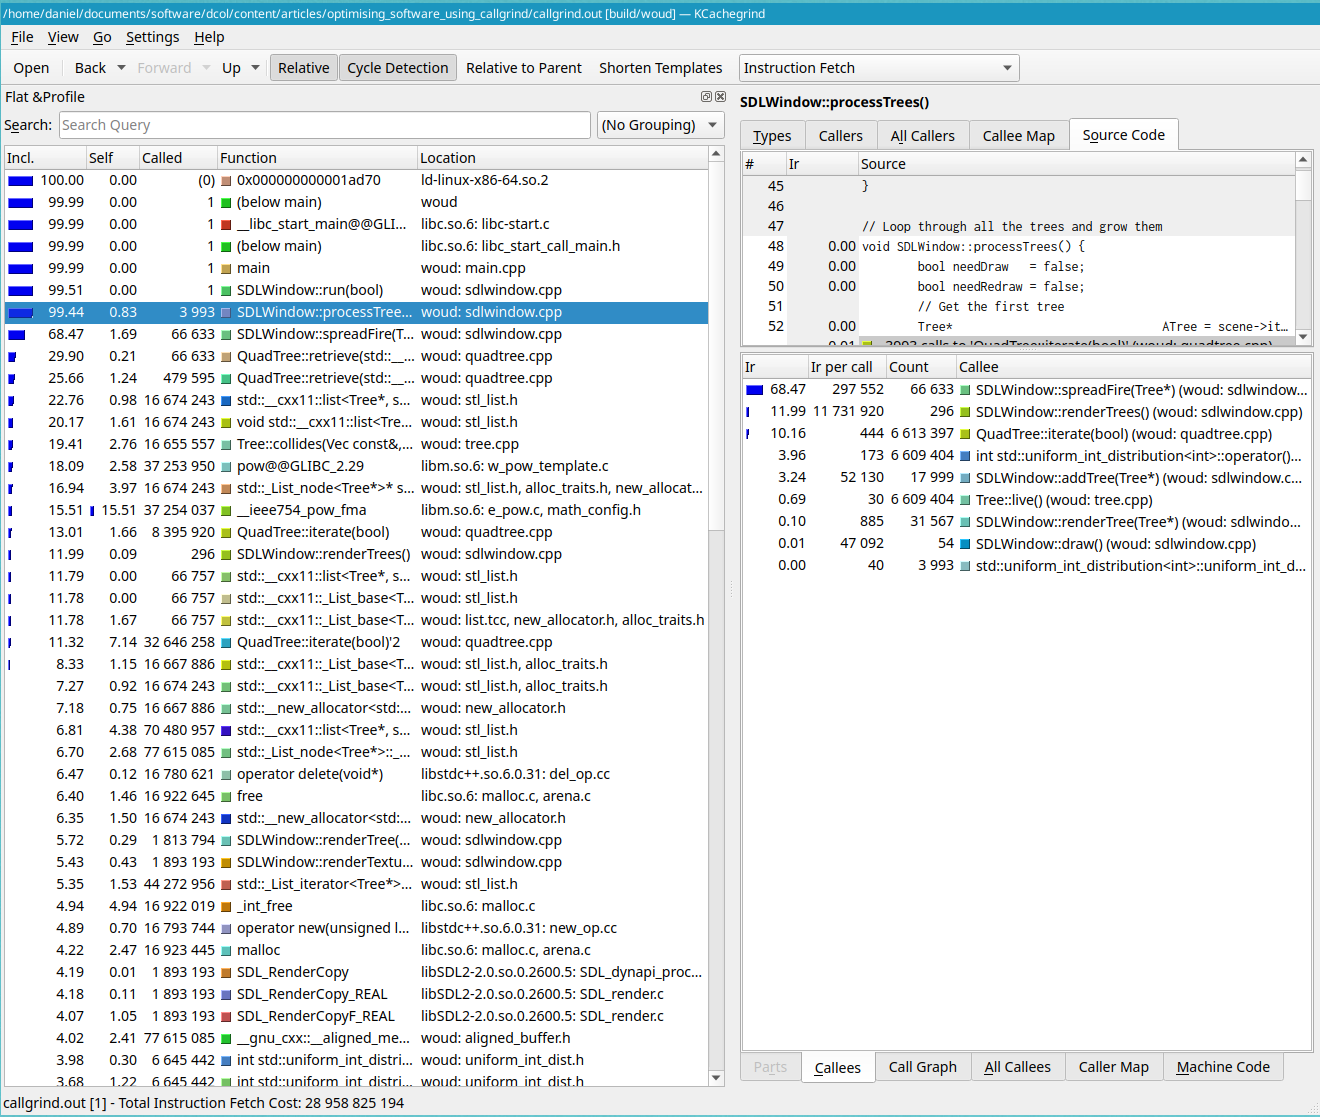 /home/daniel/documents/software/dcol/content/articles/optimising_software_using_callgrind/callgrind.out [build/woud] — KCachegrind
File View Go Settings Help
Open Back Forward Up Relative Cycle Detection Relative to Parent Shorten Templates Instruction Fetch
Flat &Profile
Search: Search Query (No Grouping)
Incl. Self Called Function Location
100.00 0.00 (0) 0x000000000001ad70 ld-linux-x86-64.so.2
99.99 0.00 1 (below main) woud
99.99 0.00 1 __libc_start_main@@GLI... libc.so.6: libc-start.c
99.99 0.00 1 (below main) libc.so.6: libc_start_call_main.h
99.99 0.00 1 main woud: main.cpp
99.51 0.00 1 SDLWindow::run(bool) woud: sdlwindow.cpp
99.44 0.83 3 993 SDLWindow::processTree... woud: sdlwindow.cpp
68.47 1.69 66 633 SDLWindow::spreadFire(T... woud: sdlwindow.cpp
29.90 0.21 66 633 QuadTree::retrieve(std::__... woud: quadtree.cpp
25.66 1.24 479 595 QuadTree::retrieve(std::__... woud: quadtree.cpp
22.76 0.98 16 674 243 std::__cxx11::list<Tree*, s... woud: stl_list.h
20.17 1.61 16 674 243 void std::__cxx11::list<Tre... woud: stl_list.h
19.41 2.76 16 655 557 Tree::collides(Vec const&,... woud: tree.cpp
18.09 2.58 37 253 950 pow@@GLIBC_2.29 libm.so.6: w_pow_template.c
16.94 3.97 16 674 243 std::_List_node<Tree*>* s... woud: stl_list.h, alloc_traits.h, new_allocat...
15.51 15.51 37 254 037 __ieee754_pow_fma libm.so.6: e_pow.c, math_config.h
13.01 1.66 8 395 920 QuadTree::iterate(bool) woud: quadtree.cpp
11.99 0.09 296 SDLWindow::renderTrees() woud: sdlwindow.cpp
11.79 0.00 66 757 std::__cxx11::list<Tree*, s... woud: stl_list.h
11.78 0.00 66 757 std::__cxx11::_List_base<T... woud: stl_list.h
11.78 1.67 66 757 std::__cxx11::_List_base<T... woud: list.tcc, new_allocator.h, alloc_traits.h
11.32 7.14 32 646 258 QuadTree::iterate(bool)'2 woud: quadtree.cpp
8.33 1.15 16 667 886 std::__cxx11::_List_base<T... woud: stl_list.h, alloc_traits.h
7.27 0.92 16 674 243 std::__cxx11::_List_base<T... woud: stl_list.h, alloc_traits.h
7.18 0.75 16 667 886 std::__new_allocator<std:... woud: new_allocator.h
6.81 4.38 70 480 957 std::__cxx11::list<Tree*, s... woud: stl_list.h
6.70 2.68 77 615 085 std::_List_node<Tree*>::_... woud: stl_list.h
6.47 0.12 16 780 621 operator delete(void*) libstdc++.so.6.0.31: del_op.cc
6.40 1.46 16 922 645 free libc.so.6: malloc.c, arena.c
6.35 1.50 16 674 243 std::__new_allocator<std:... woud: new_allocator.h
5.72 0.29 1 813 794 SDLWindow::renderTree(... woud: sdlwindow.cpp
5.43 0.43 1 893 193 SDLWindow::renderTextu... woud: sdlwindow.cpp
5.35 1.53 44 272 956 std::_List_iterator<Tree*>... woud: stl_list.h
4.94 4.94 16 922 019 _int_free libc.so.6: malloc.c
4.89 0.70 16 793 744 operator new(unsigned l... libstdc++.so.6.0.31: new_op.cc
4.22 2.47 16 923 445 malloc libc.so.6: malloc.c, arena.c
4.19 0.01 1 893 193 SDL_RenderCopy libSDL2-2.0.so.0.2600.5: SDL_dynapi_proc...
4.18 0.11 1 893 193 SDL_RenderCopy_REAL libSDL2-2.0.so.0.2600.5: SDL_render.c
4.07 1.05 1 893 193 SDL_RenderCopyF_REAL libSDL2-2.0.so.0.2600.5: SDL_render.c
4.02 2.41 77 615 085 __gnu_cxx::__aligned_me... woud: aligned_buffer.h
3.98 0.30 6 645 442 int std::uniform_int_distri... woud: uniform_int_dist.h
3.68 1.22 6 645 442 int std::uniform_int_distri... woud: uniform_int_dist.h
SDLWindow::processTrees()
Types Callers All Callers Callee Map Source Code
# Ir Source
45 }
46
47 // Loop through all the trees and grow them
48 0.00 void SDLWindow::processTrees() {
49 0.00 bool needDraw = false;
50 0.00 bool needRedraw = false;
51 // Get the first tree
52 0.00 Tree* ATree = scene->it...
0.01 3993 calls to 'QuadTree::iterate(bool)' (woud: quadtree.cpp)
Ir Ir per call Count Callee
68.47 297 552 66 633 SDLWindow::spreadFire(Tree*) (woud: sdlwindow...
11.99 11 731 920 296 SDLWindow::renderTrees() (woud: sdlwindow.cpp)
10.16 444 6 613 397 QuadTree::iterate(bool) (woud: quadtree.cpp)
3.96 173 6 609 404 int std::uniform_int_distribution<int>::operator()...
3.24 52 130 17 999 SDLWindow::addTree(Tree*) (woud: sdlwindow.c...
0.69 30 6 609 404 Tree::live() (woud: tree.cpp)
0.10 885 31 567 SDLWindow::renderTree(Tree*) (woud: sdlwindo...
0.01 47 092 54 SDLWindow::draw() (woud: sdlwindow.cpp)
0.00 40 3 993 std::uniform_int_distribution<int>::uniform_int_d...
Parts Callees Call Graph All Callees Caller Map Machine Code
callgrind.out [1] - Total Instruction Fetch Cost: 28 958 825 194